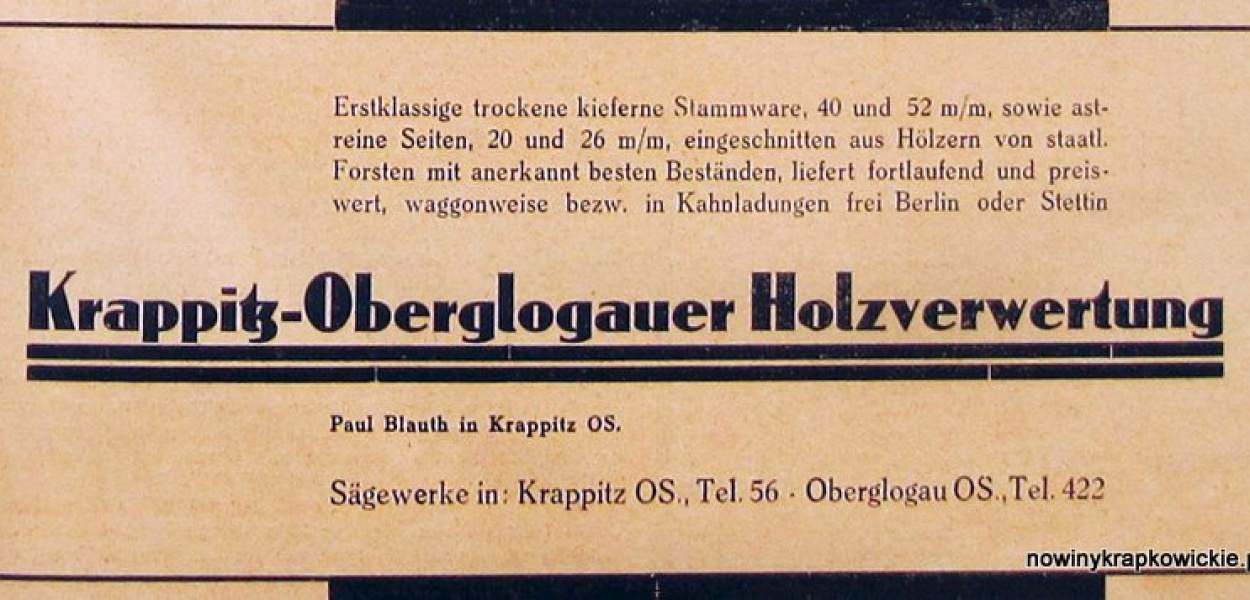 Erstklassige trockene kieferne Stammware, 40 und 52 m/m, sowie ast-
reine Seiten, 20 und 26 m/m, eingeschnitten aus Hölzern von staatl.
Forsten mit anerkannt besten Beständen, liefert fortlaufend und preis-
wert, waggonweise bezw. in Kahnladungen frei Berlin oder Stettin
Krappitz-Oberglogauer Holzverwertung
Paul Blauth in Krappitz OS.
Sägewerke in: Krappitz OS., Tel. 56 · Oberglogau OS., Tel. 422
nowinykrapkowickie.p